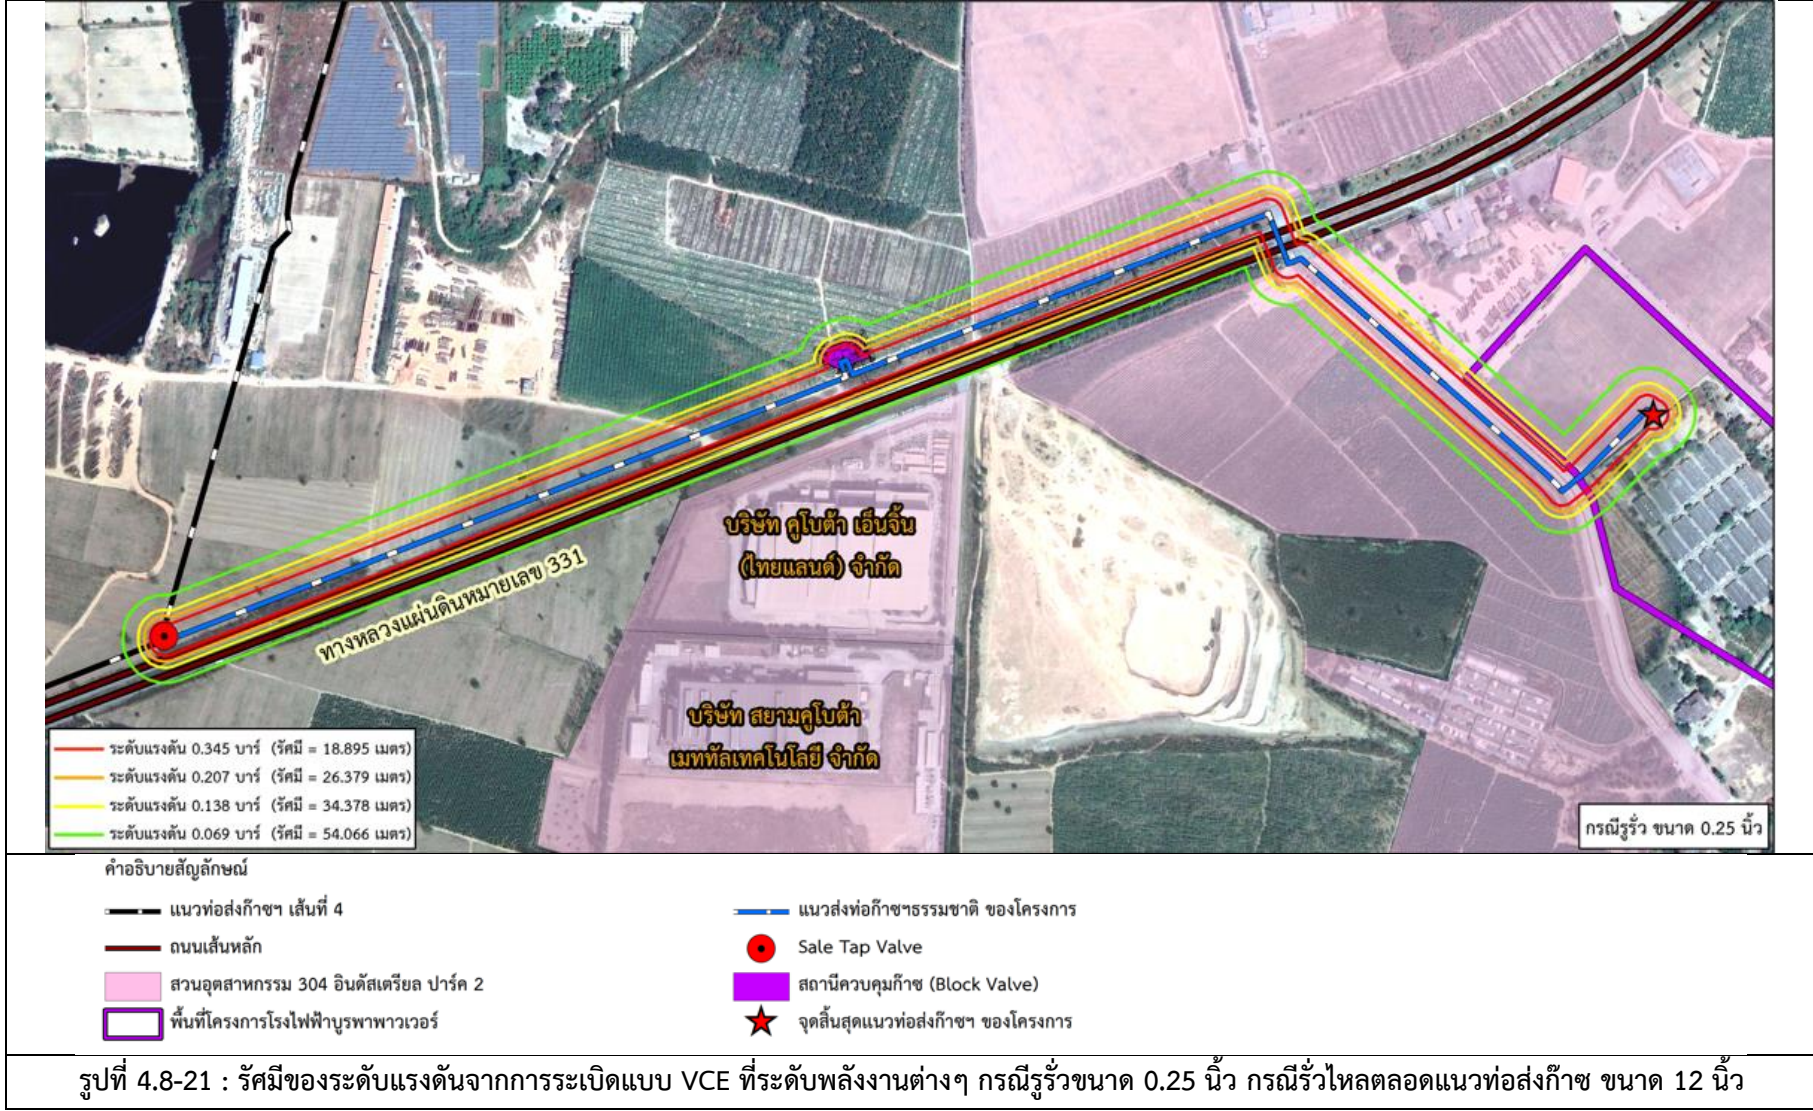 บริษัท คูโบต้า เอ็นจิ้น
(ไทยแลนด์) จำกัด
ทางหลวงแผ่นดินหมายเลข 331
บริษัท สยามคูโบต้า
เมททัลเทคโนโลยี จำกัด
ระดับแรงดัน 0.345 บาร์ (รัศมี = 18.895 เมตร)
ระดับแรงดัน 0.207 บาร์ (รัศมี = 26.379 เมตร)
ระดับแรงดัน 0.138 บาร์ (รัศมี = 34.378 เมตร)
ระดับแรงดัน 0.069 บาร์ (รัศมี = 54.066 เมตร)
กรณีรูรั่ว ขนาด 0.25 นิ้ว
คำอธิบายสัญลักษณ์
แนวท่อส่งก๊าซฯ เส้นที่ 4
ถนนเส้นหลัก
สวนอุตสาหกรรม 304 อินดัสเตรียล ปาร์ค 2
พื้นที่โครงการโรงไฟฟ้าบูรพาพาวเวอร์
แนวส่งท่อก๊าซฯธรรมชาติ ของโครงการ
Sale Tap Valve
สถานีควบคุมก๊าซ (Block Valve)
จุดสิ้นสุดแนวท่อส่งก๊าซฯ ของโครงการ
รูปที่ 4.8-21 : รัศมีของระดับแรงดันจากการระเบิดแบบ VCE ที่ระดับพลังงานต่างๆ กรณีรูรั่วขนาด 0.25 นิ้ว กรณีรั่วไหลตลอดแนวท่อส่งก๊าซ ขนาด 12 นิ้ว